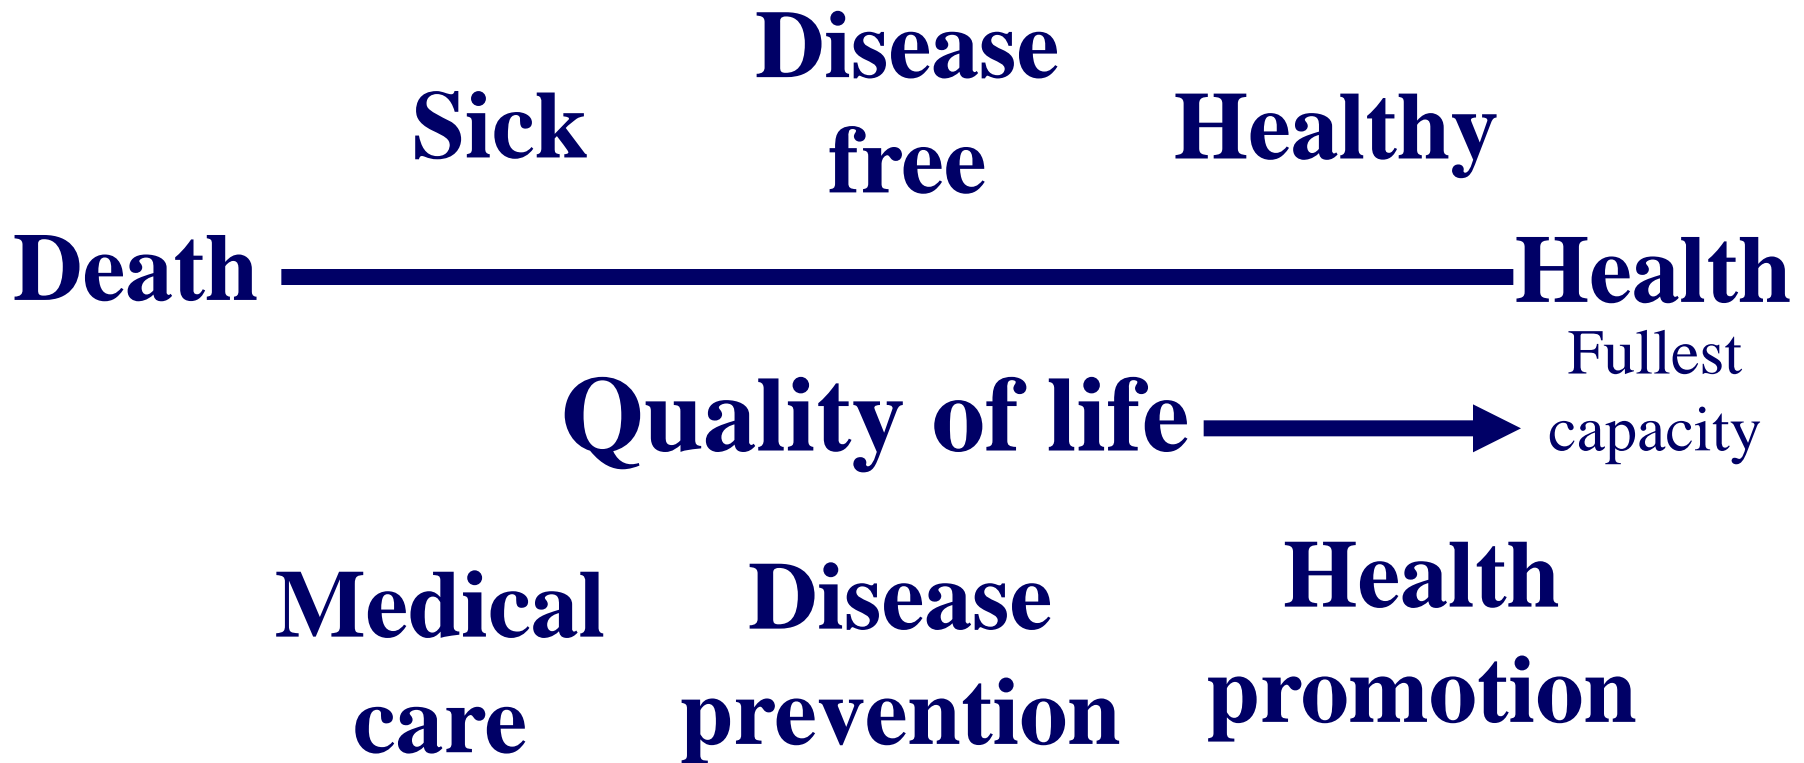 Sick
Disease
free
Healthy
Death
Health
Fullest
capacity
Quality of life
Medical
care
Disease
prevention
Health
promotion